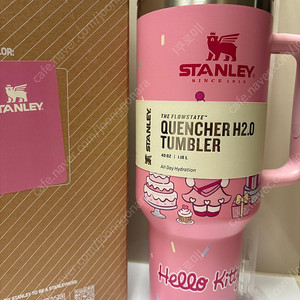 STANLEY
SINCE 1913
STANLEY
STANLEY
THE FLOWSTATE™
QUENCHER H2.0
TUMBLER
40 OZ | 1.18 L
All-Day Hydration
Hello Kitt